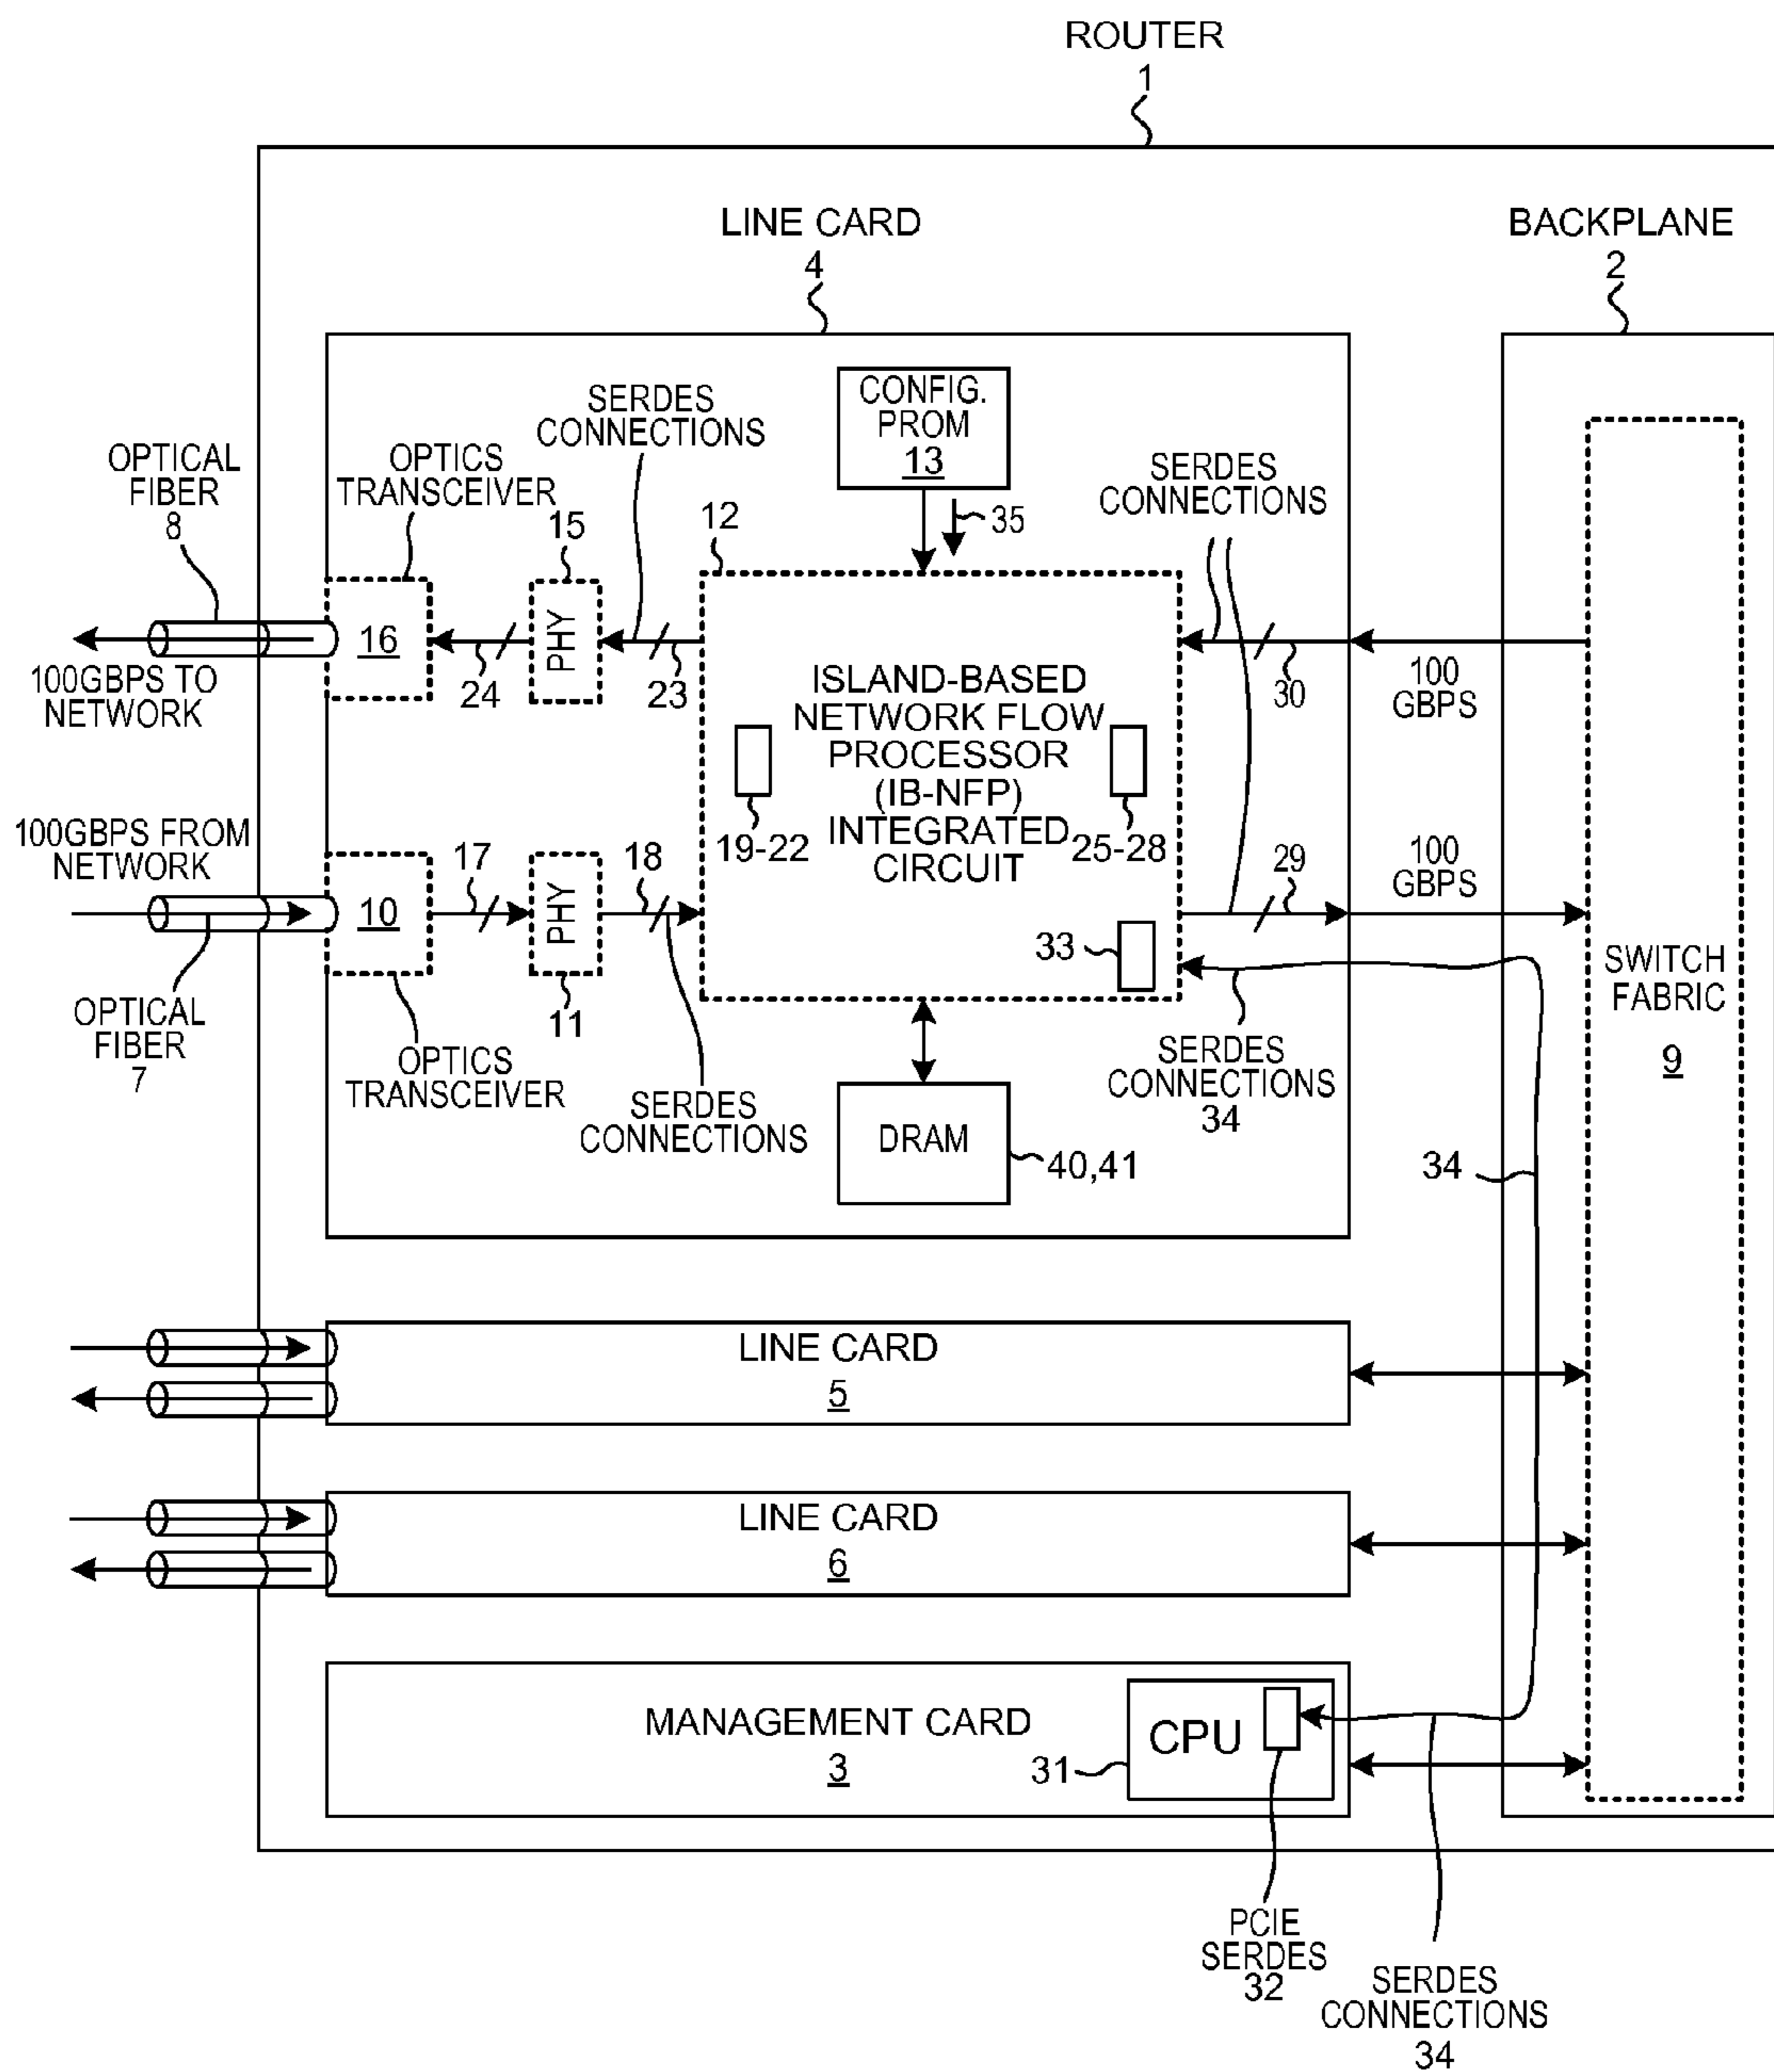 ROUTER
1
LINE CARD
4
BACKPLANE
2
CONFIG.
PROM
13
35
SERDES
CONNECTIONS
SERDES
CONNECTIONS
OPTICAL
FIBER
8
OPTICS
TRANSCEIVER
15
12
16
PHY
24
23
30
100
GBPS
100GBPS TO
NETWORK
ISLAND-BASED
NETWORK FLOW
PROCESSOR
(IB-NFP)
INTEGRATED
CIRCUIT
19-22
25-28
100GBPS FROM
NETWORK
17
18
29
100
GBPS
10
PHY
33
11
OPTICAL
FIBER
7
OPTICS
TRANSCEIVER
SERDES
CONNECTIONS
SERDES
CONNECTIONS
34
SWITCH
FABRIC
9
DRAM
40,41
34
LINE CARD
5
LINE CARD
6
MANAGEMENT CARD
3
CPU
31
PCIE
SERDES
32
SERDES
CONNECTIONS
34